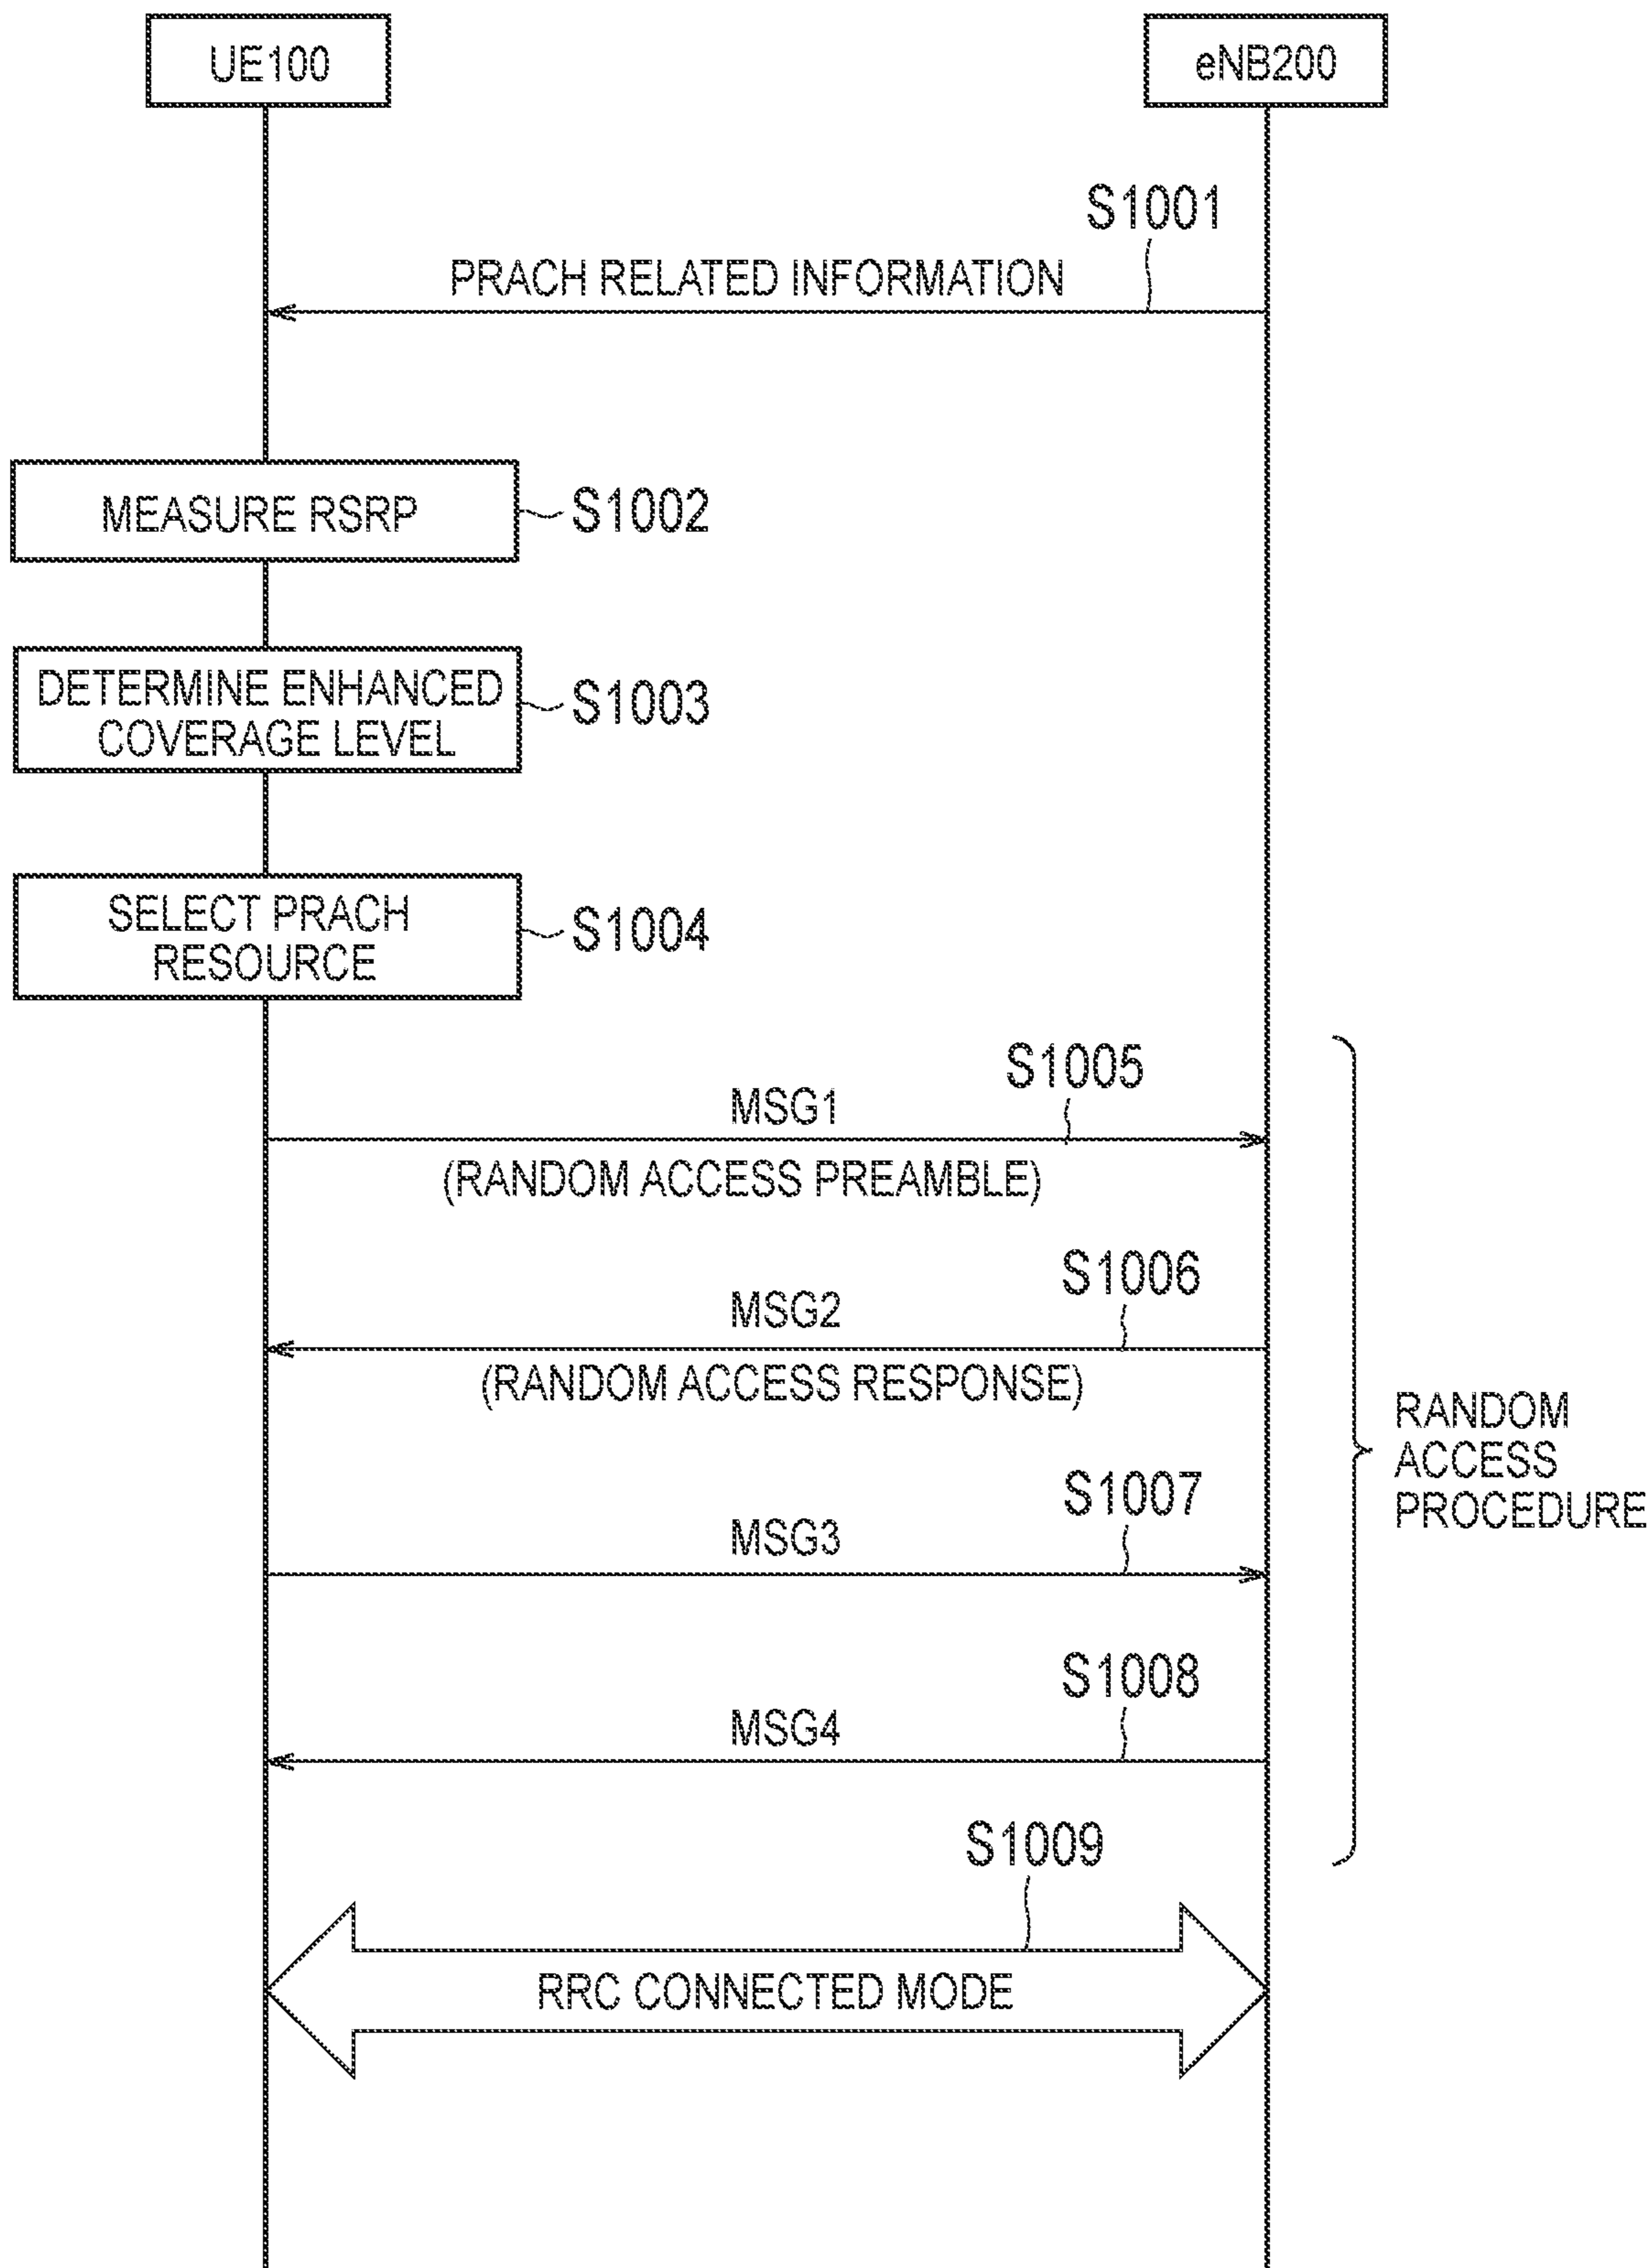 UE100
eNB200
S1001
PRACH RELATED INFORMATION
MEASURE RSRP
S1002
DETERMINE ENHANCED
COVERAGE LEVEL
S1003
SELECT PRACH
RESOURCE
S1004
S1005
MSG1
(RANDOM ACCESS PREAMBLE)
S1006
MSG2
(RANDOM ACCESS RESPONSE)
RANDOM
ACCESS
PROCEDURE
S1007
MSG3
S1008
MSG4
S1009
RRC CONNECTED MODE